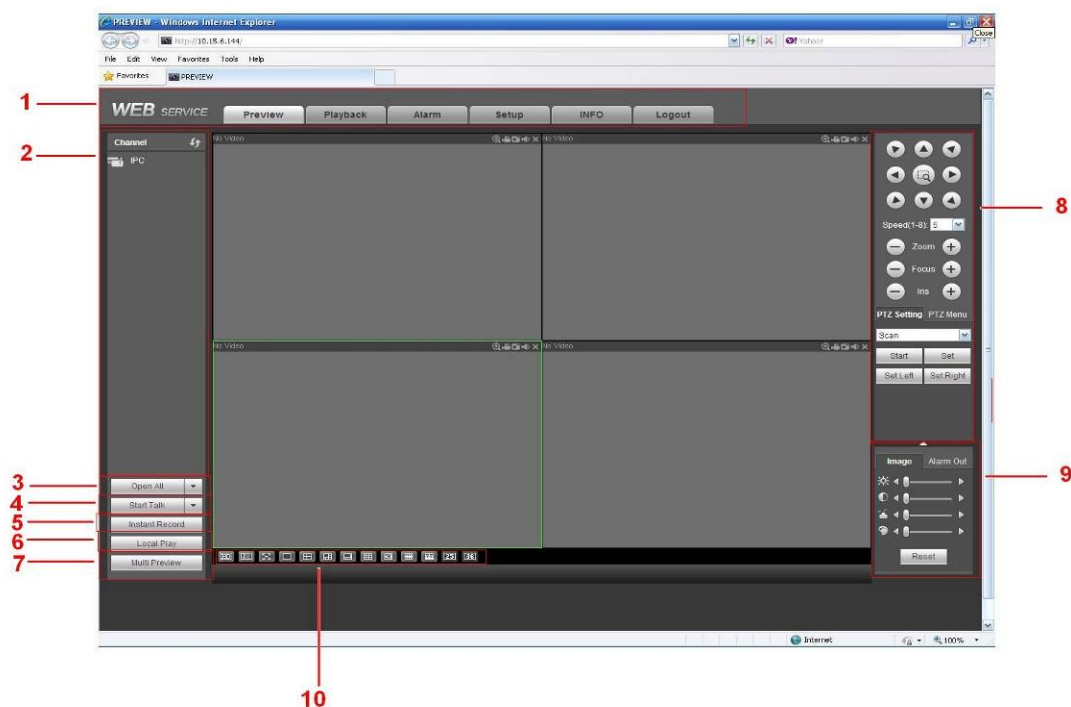 PREVIEW - Windows Internet Explorer
Close
http://10.15.6.144/
Yahoo!
File Edit View Favorites Tools Help
Favorites PREVIEW
1
WEB SERVICE Preview Playback Alarm Setup INFO Logout
2
Channel
IPC
No Video
No Video
8
Speed(1-8): 5
Zoom
Focus
Iris
PTZ Setting PTZ Menu
Scan
Start Set
Set Left Set Right
No Video
No Video
3
Open All
4
Start Talk
5
Instant Record
6
Local Play
7
Multi Preview
9
Image Alarm Out
Reset
25 36
10
Internet 100%